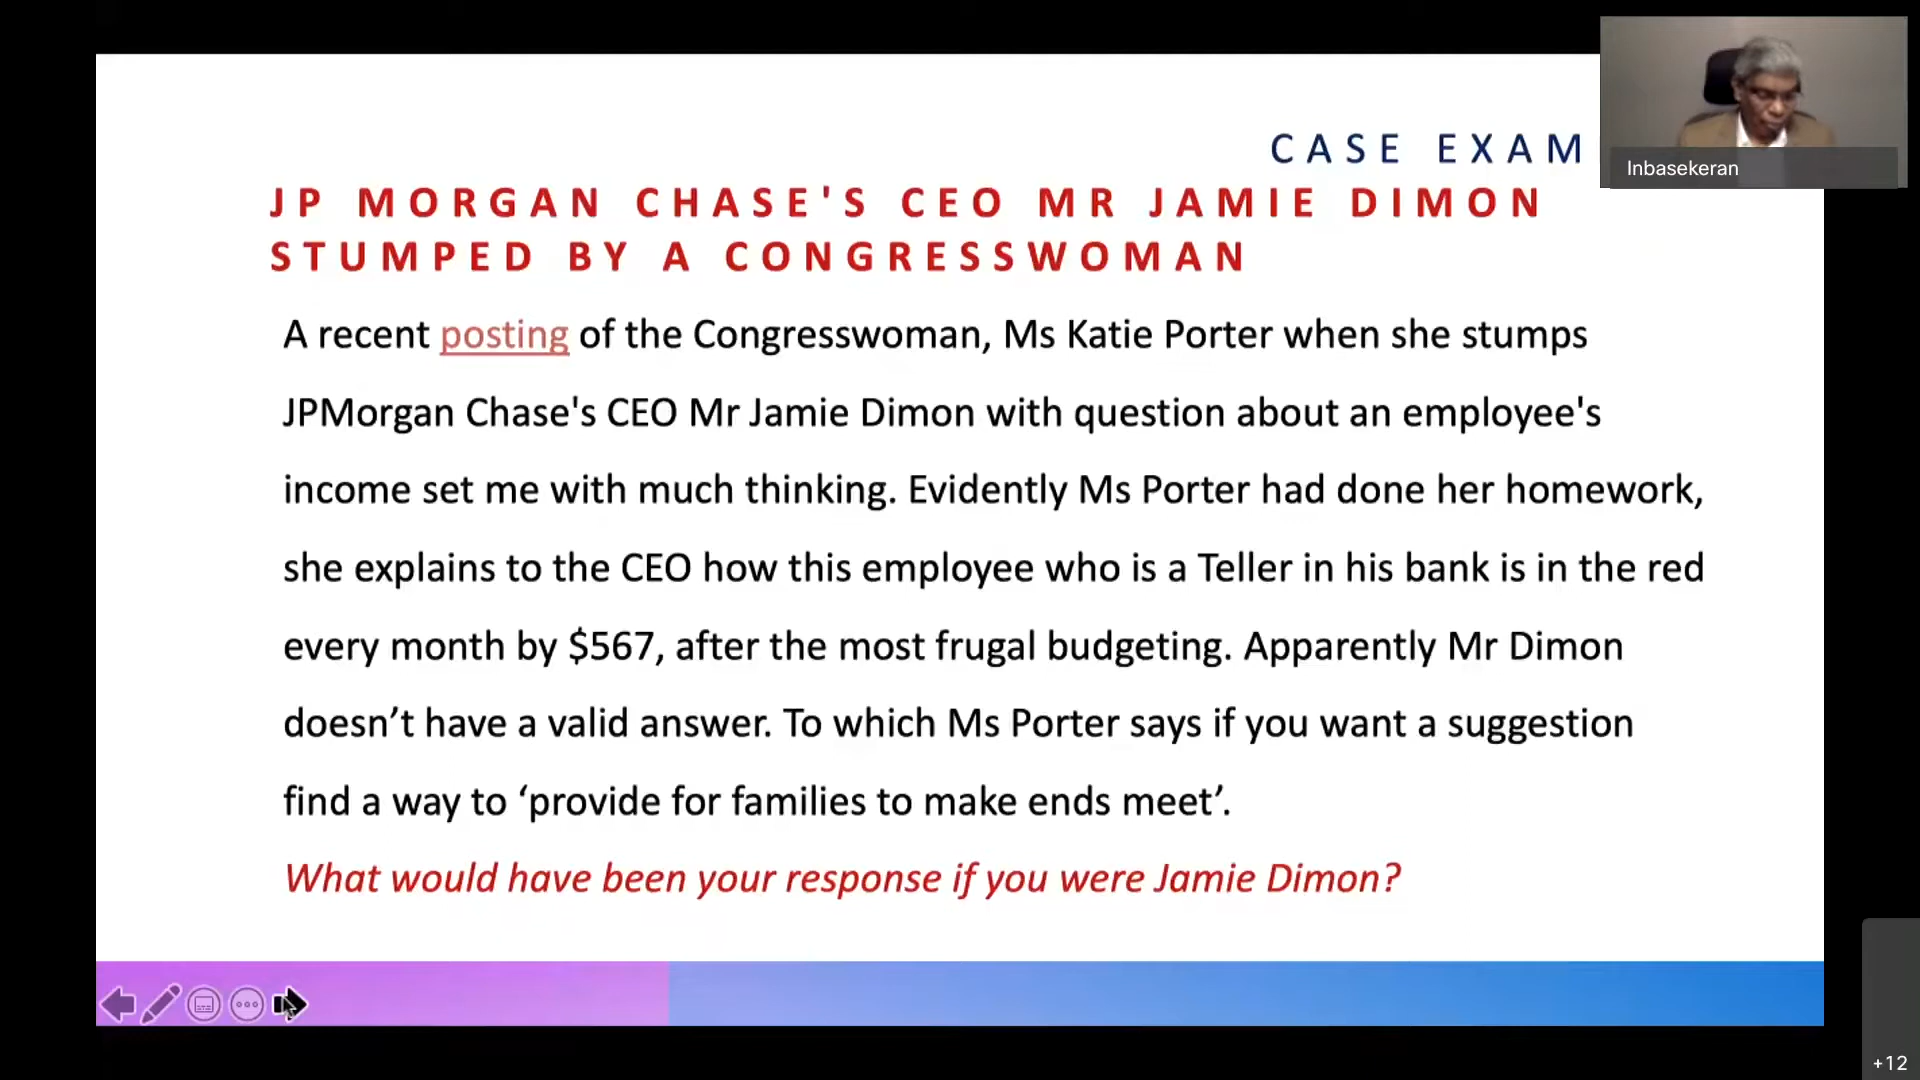 CASE EXAM
Inbasekeran
JP MORGAN CHASE'S CEO MR JAMIE DIMON
STUMPED BY A CONGRESSWOMAN
A recent posting of the Congresswoman, Ms Katie Porter when she stumps
JPMorgan Chase's CEO Mr Jamie Dimon with question about an employee's
income set me with much thinking. Evidently Ms Porter had done her homework,
she explains to the CEO how this employee who is a Teller in his bank is in the red
every month by $567, after the most frugal budgeting. Apparently Mr Dimon
doesn’t have a valid answer. To which Ms Porter says if you want a suggestion
find a way to ‘provide for families to make ends meet’.
What would have been your response if you were Jamie Dimon?
+12